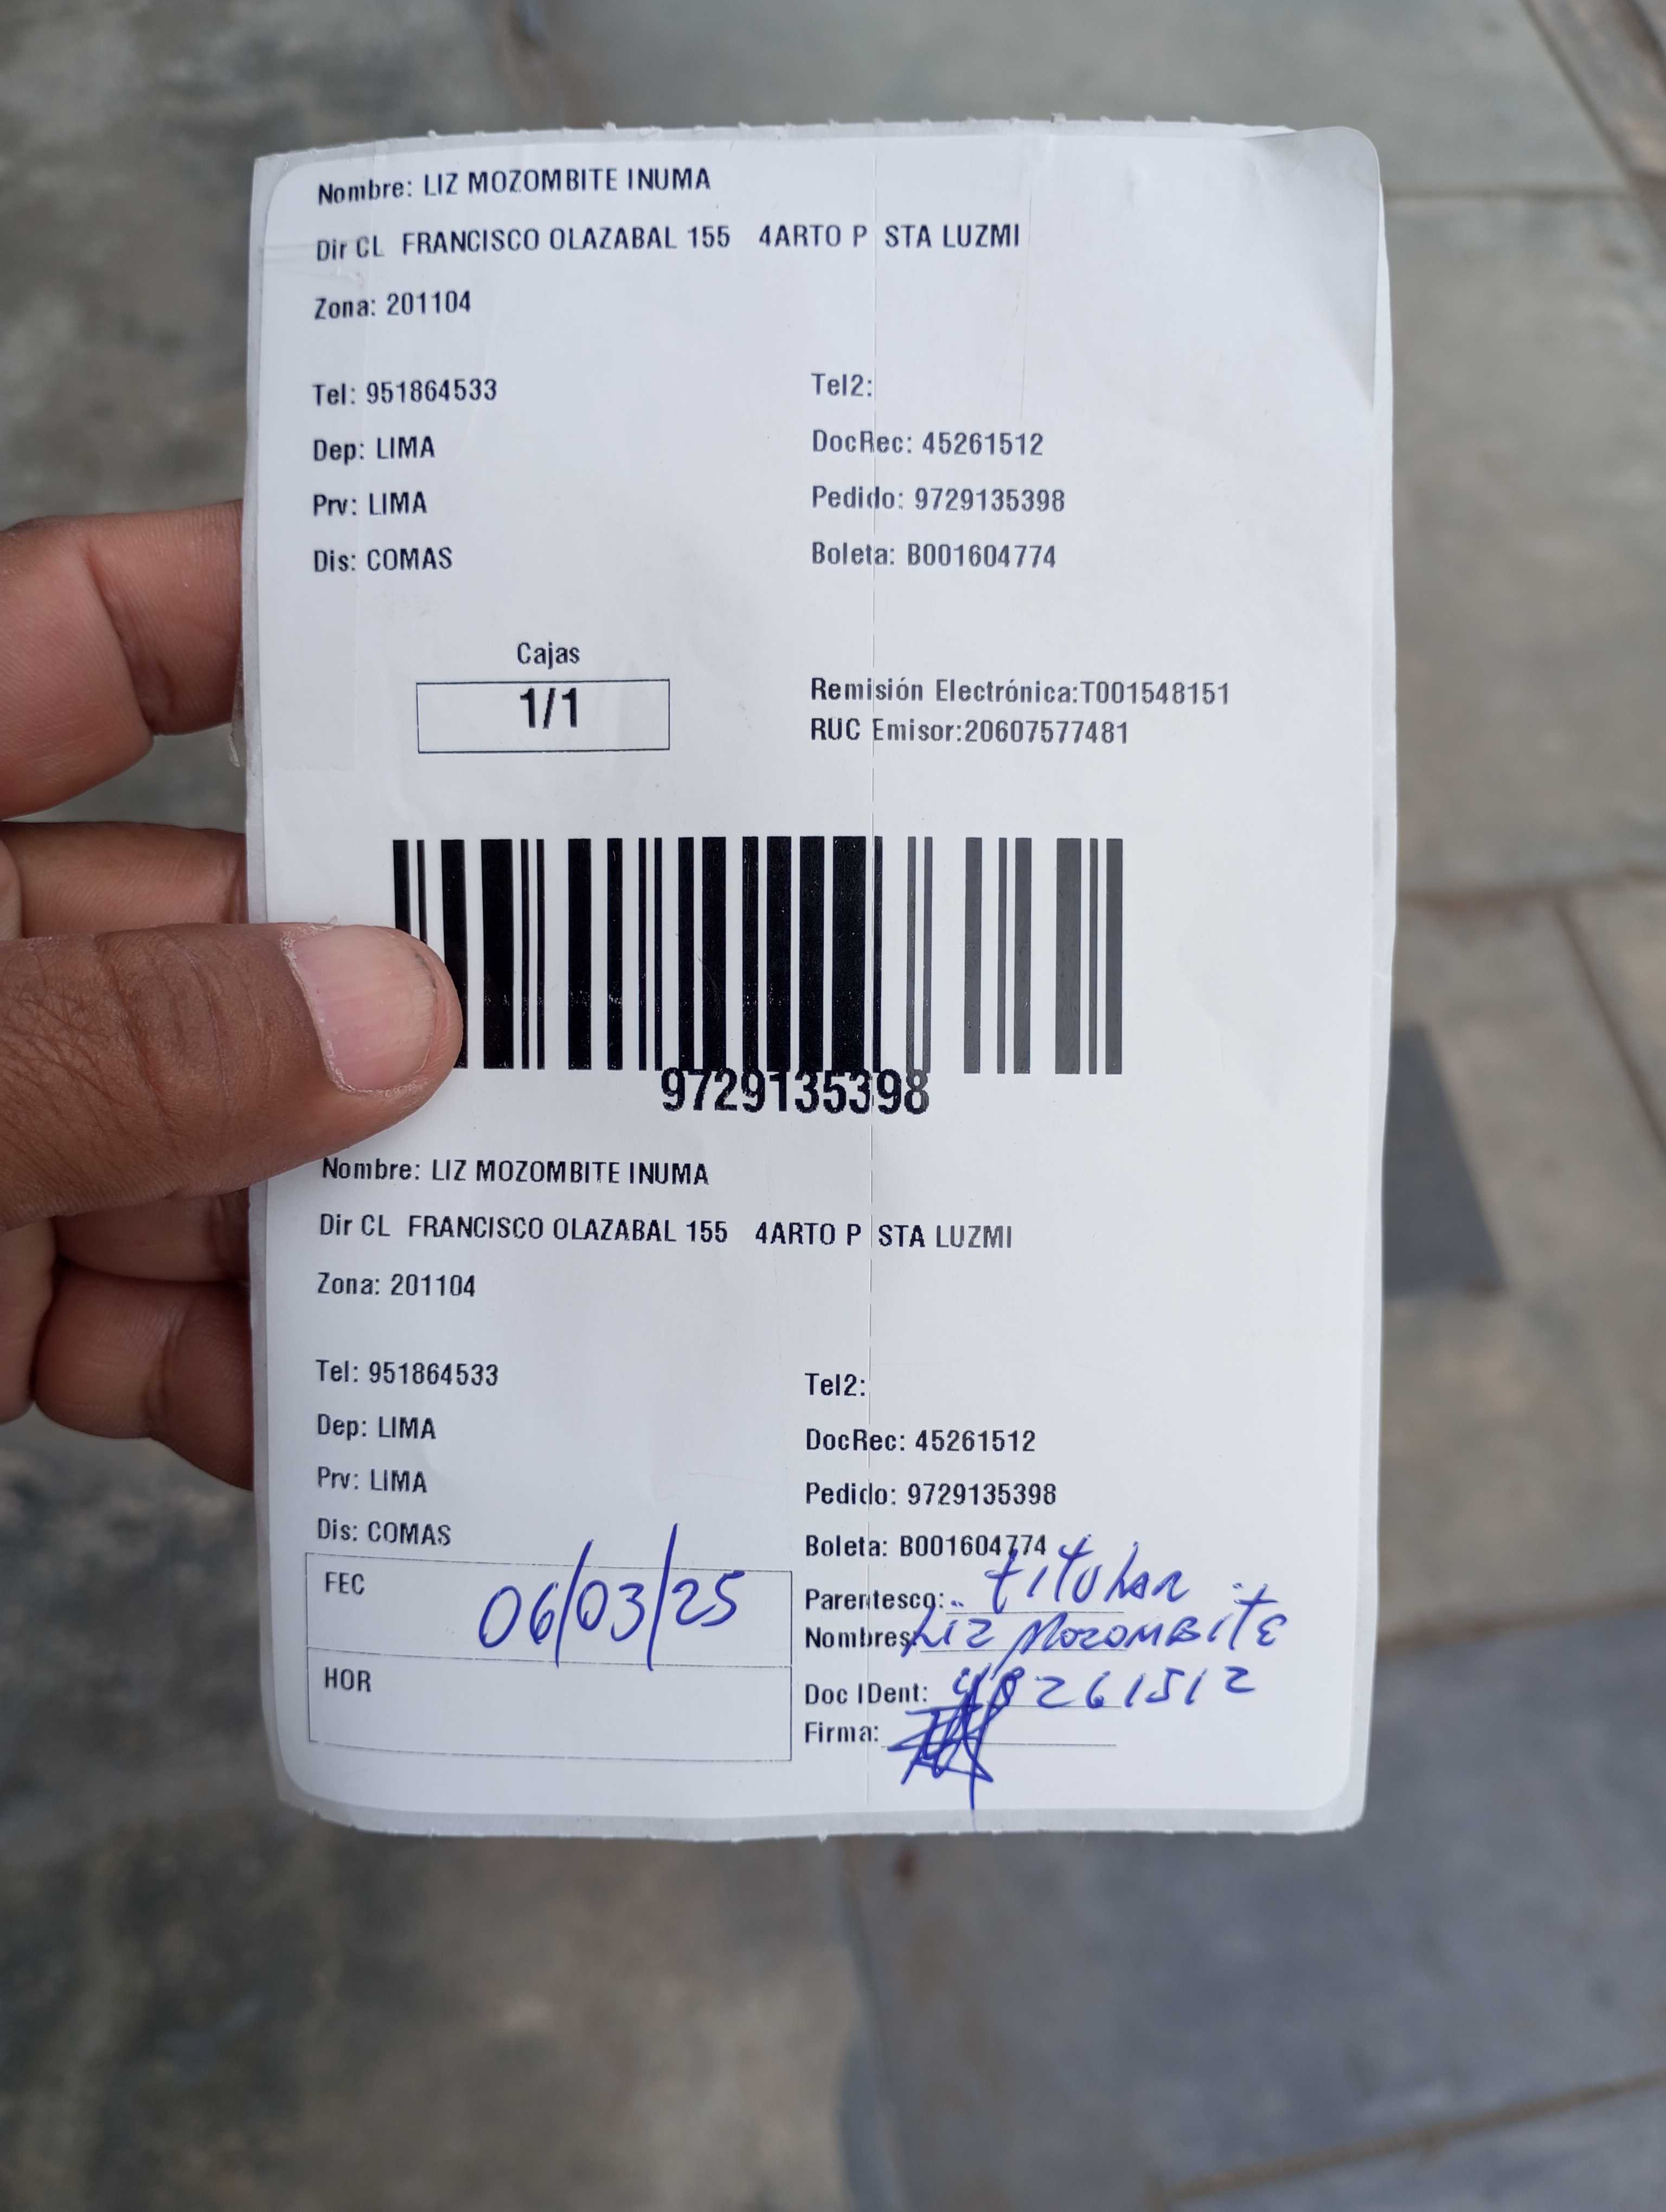 Nombre: LIZ MOZOMBITE INUMA
Dir CL FRANCISCO OLAZABAL 155 4ARTO P STA LUZMI
Zona: 201104
Tel: 951864533 Tel2:
Dep: LIMA DocRec: 45261512
Prv: LIMA Pedido: 9729135398
Dis: COMAS Boleta: B001604774
Cajas
1/1
Remisión Electrónica:T001548151
RUC Emisor:20607577481
9729135398
Nombre: LIZ MOZOMBITE INUMA
Dir CL FRANCISCO OLAZABAL 155 4ARTO P STA LUZMI
Zona: 201104
Tel: 951864533 Tel2:
Dep: LIMA DocRec: 45261512
Prv: LIMA Pedido: 9729135398
Dis: COMAS Boleta: B001604774
FEC 06/03/25
HOR
Parentesco: titular
Nombres: Liz MozomBite
Doc IDent:
Firma: